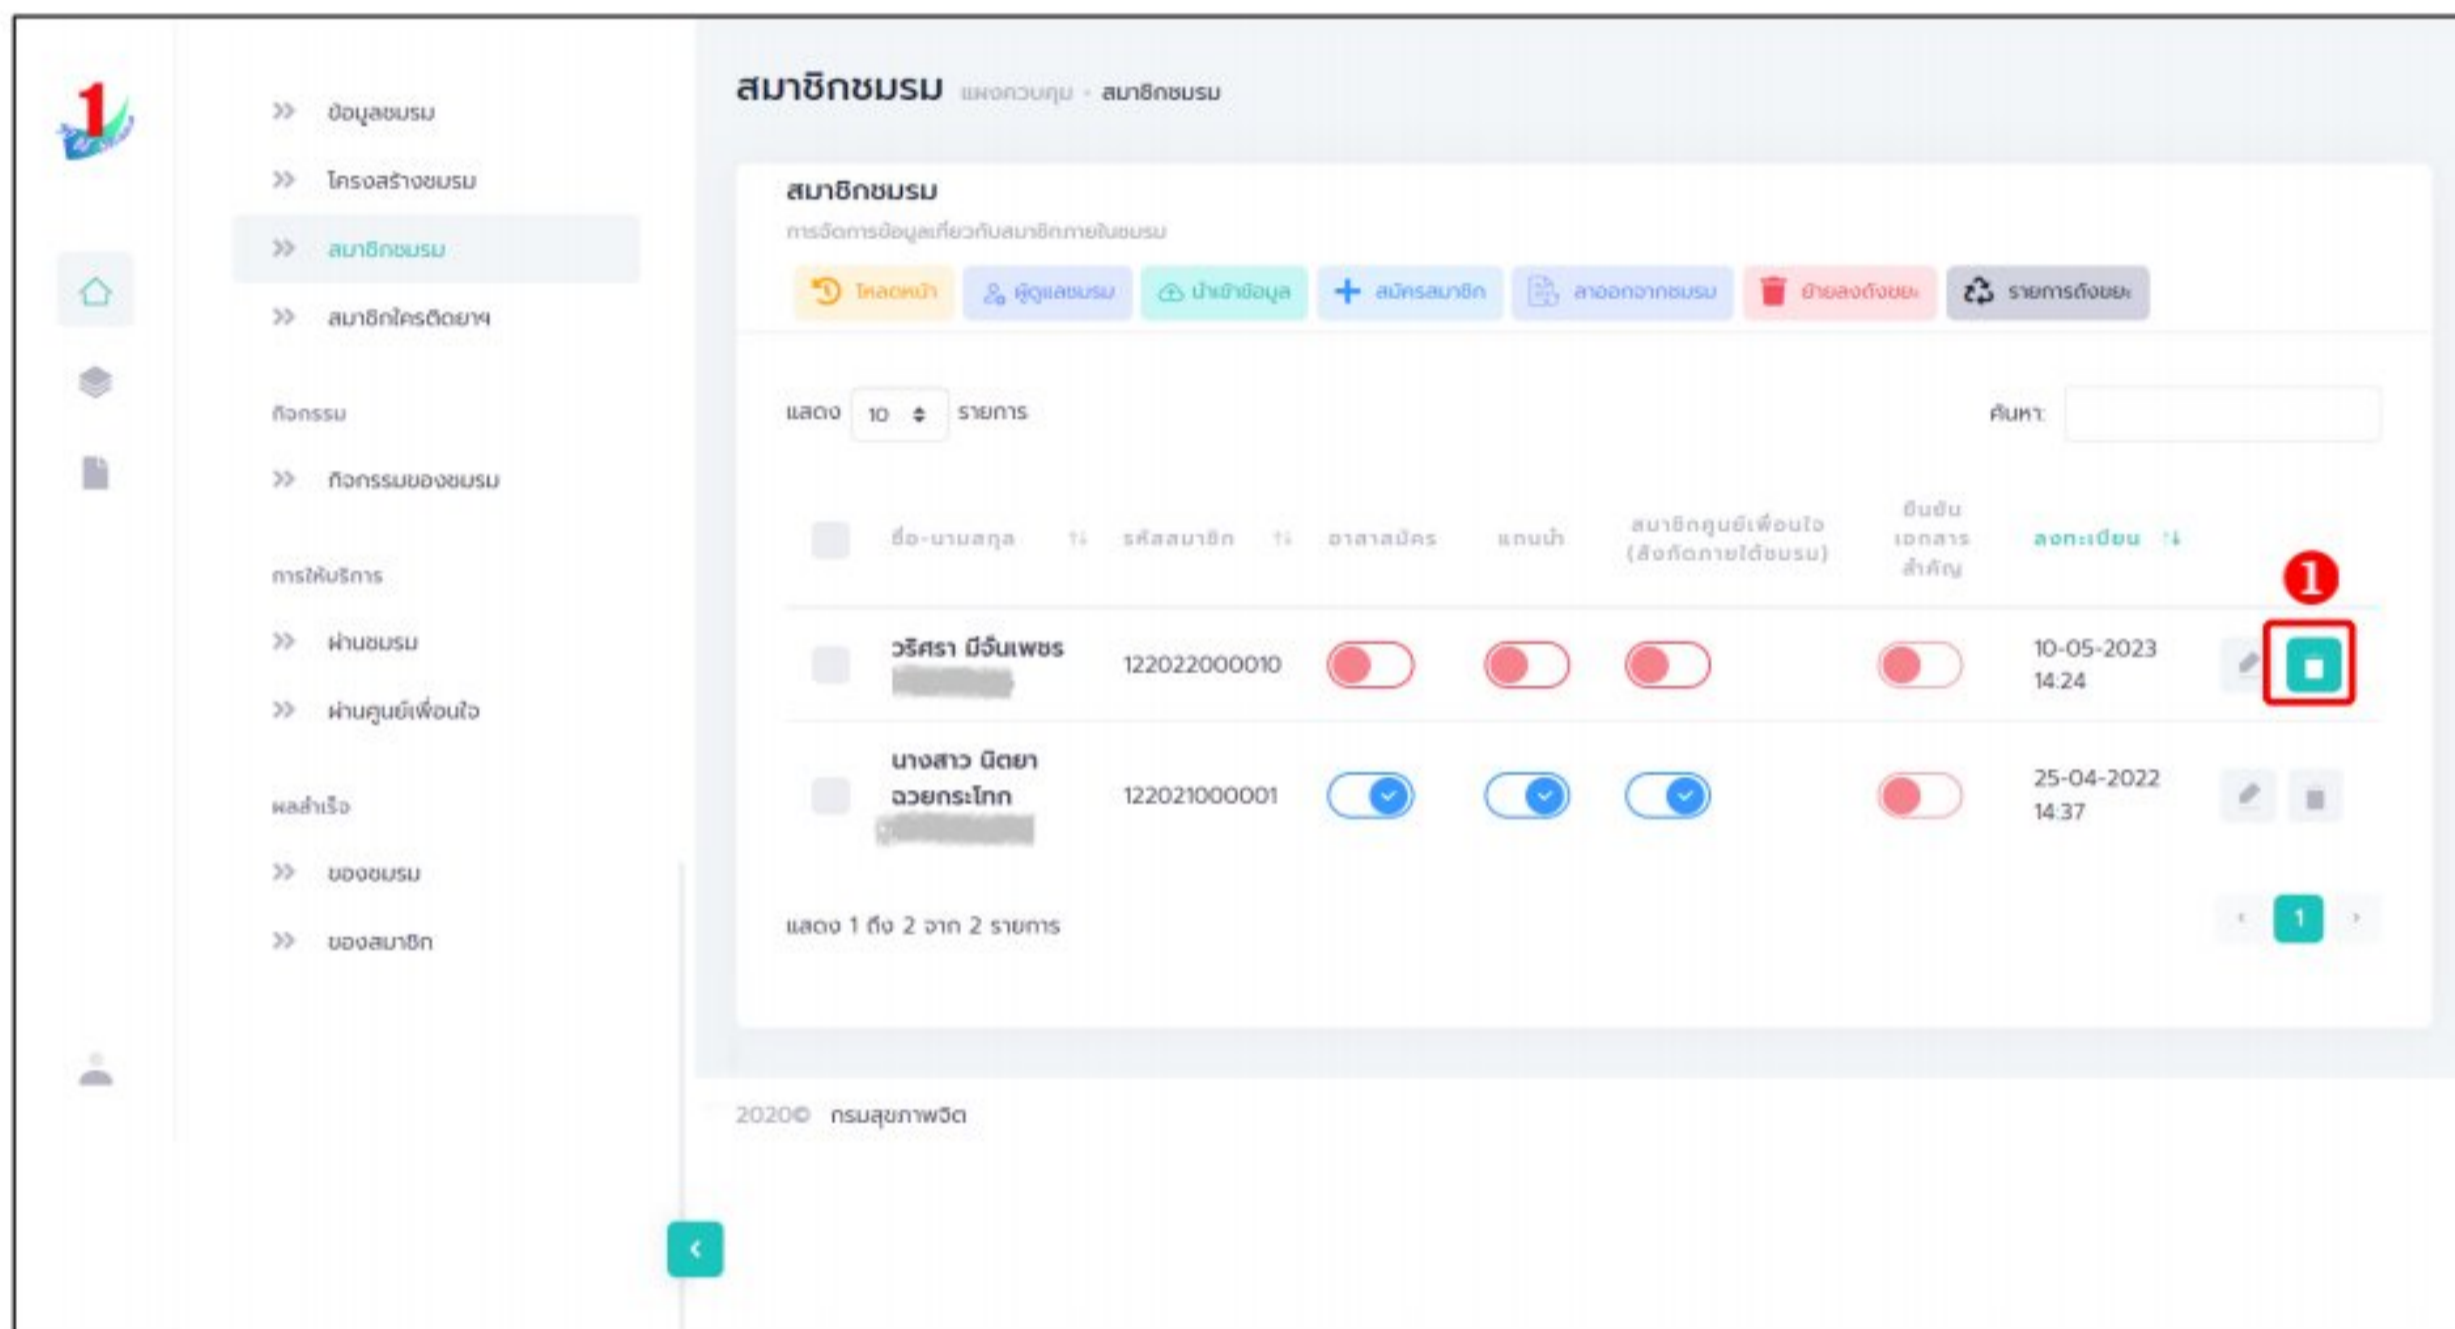 1
ข้อมูลชมรม
โครงสร้างชมรม
สมาชิกชมรม
สมาชิกใครติดยาฯ
กิจกรรม
กิจกรรมของชมรม
การให้บริการ
ผ่านชมรม
ผ่านศูนย์เพื่อนใจ
ผลสำเร็จ
ของชมรม
ของสมาชิก
สมาชิกชมรม แผงควบคุม - สมาชิกชมรม
สมาชิกชมรม
การจัดการข้อมูลเกี่ยวกับสมาชิกภายในชมรม
โหลดหน้า ผู้ดูแลชมรม นำเข้าข้อมูล สมัครสมาชิก ลาออกจากชมรม ย้ายลงถังขยะ รายการถังขยะ
แสดง 10 รายการ ค้นหา:
ชื่อ-นามสกุล รหัสสมาชิก อาสาสมัคร แกนนำ สมาชิกศูนย์เพื่อนใจ (สังกัดภายใต้ชมรม) ยืนยัน เอกสาร สำคัญ ลงทะเบียน
1
วริศรา มีจั่นเพชร 122022000010 10-05-2023
14:24
นางสาว นิตยา
ฉวยกระโทก 122021000001 25-04-2022
14:37
แสดง 1 ถึง 2 จาก 2 รายการ 1
2020© กรมสุขภาพจิต